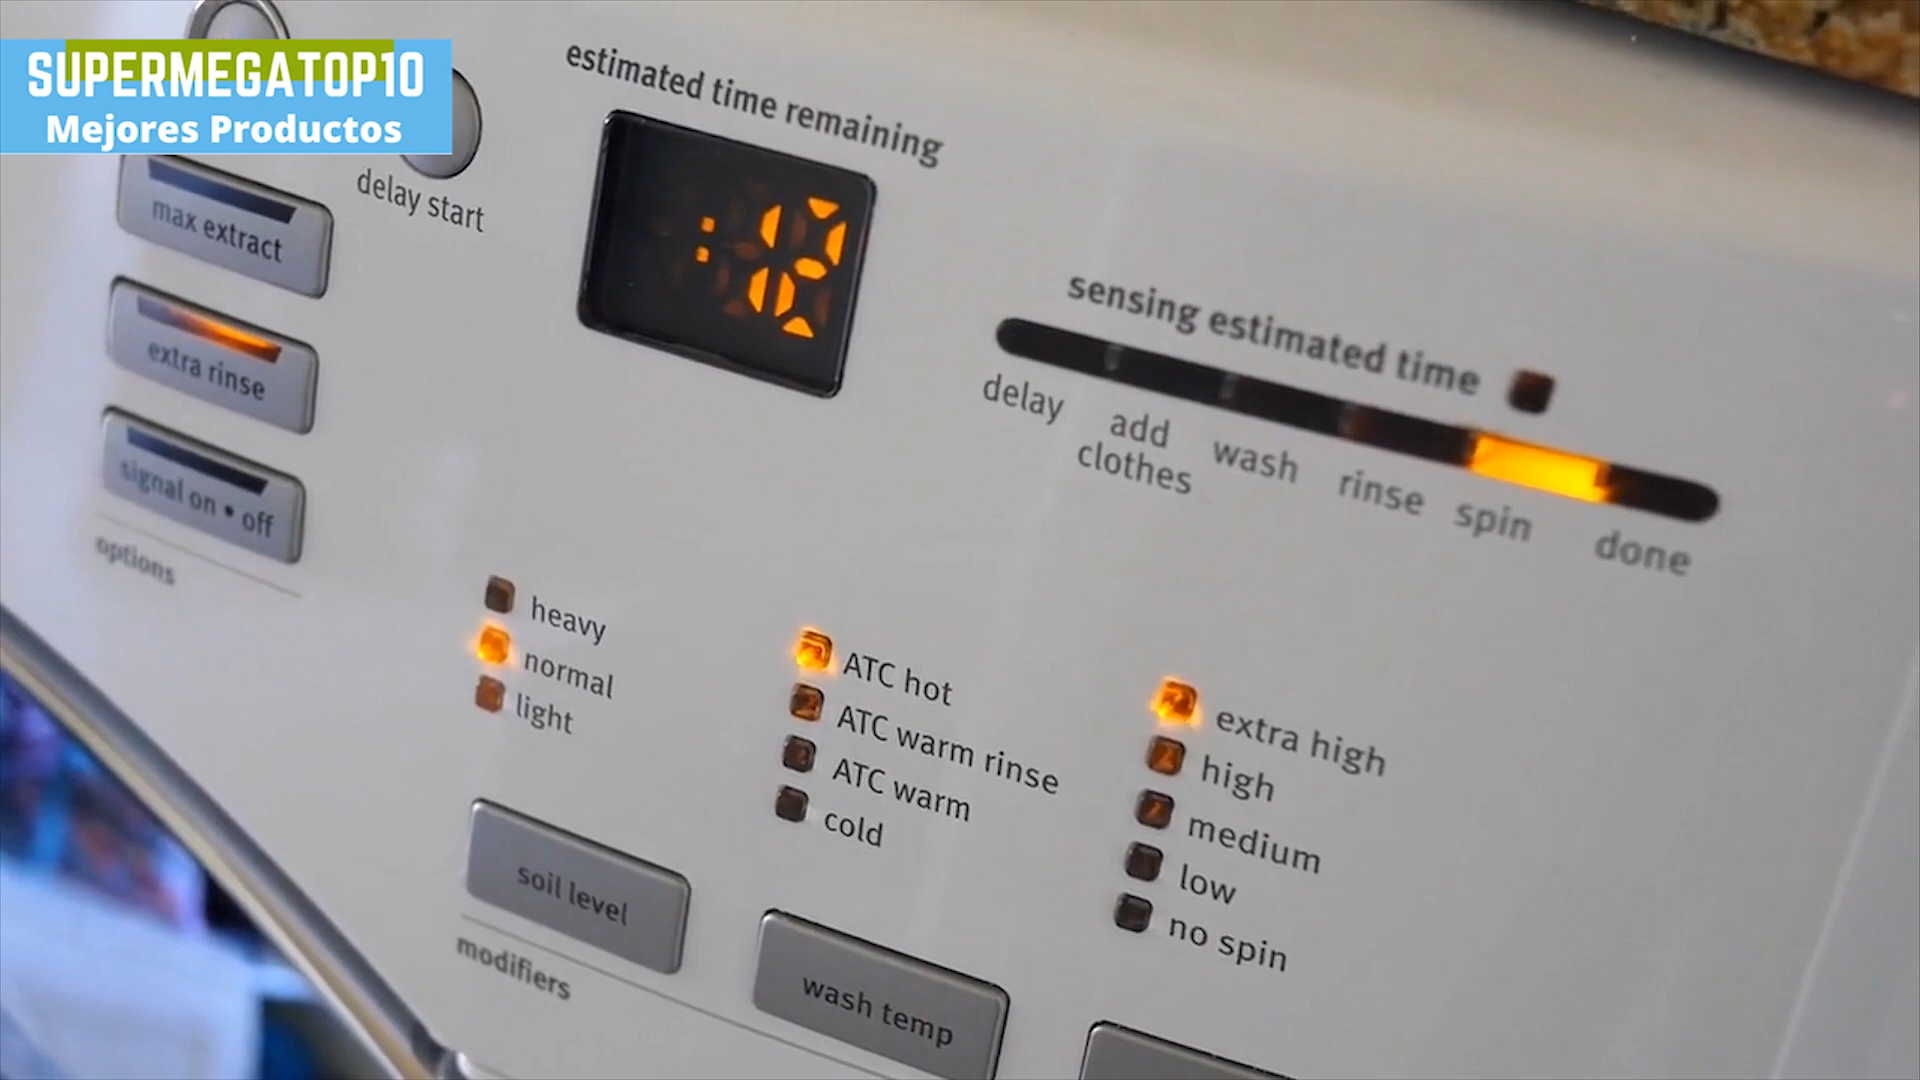 SUPERMEGATOP10
Mejores Productos
estimated time remaining
delay start
max extract
:12
extra rinse
sensing estimated time
signal on • off
delay
add
clothes
wash
rinse
spin
done
options
heavy
normal
light
ATC hot
ATC warm rinse
ATC warm
cold
extra high
high
medium
low
no spin
soil level
wash temp
modifiers